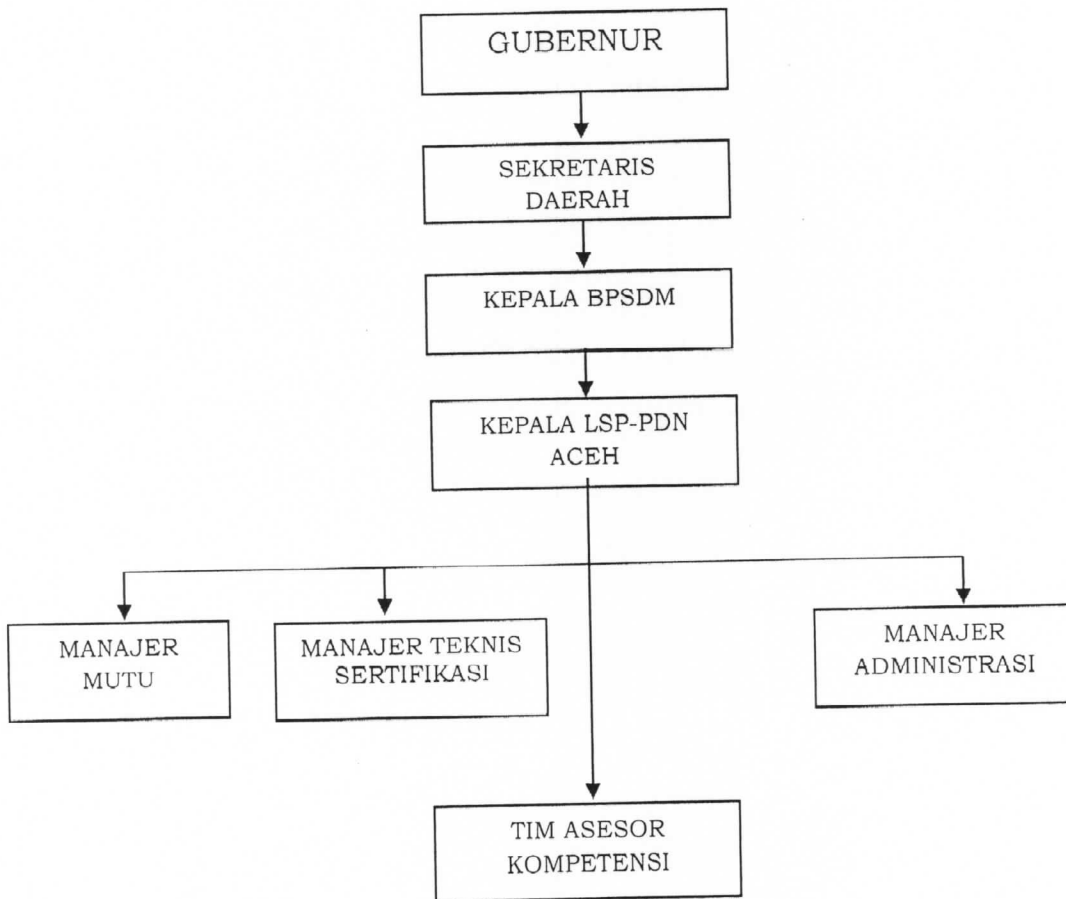 GUBERNUR
SEKRETARIS
DAERAH
KEPALA BPSDM
KEPALA LSP-PDN
ACEH
MANAJER
MUTU
MANAJER TEKNIS
SERTIFIKASI
MANAJER
ADMINISTRASI
TIM ASESOR
KOMPETENSI